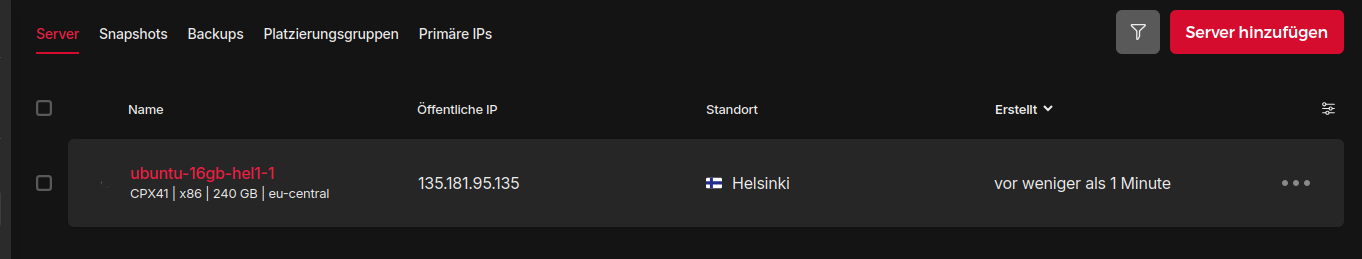 Server Snapshots Backups Platzierungsgruppen Primäre IPs Server hinzufügen
Name Öffentliche IP Standort Erstellt
ubuntu-16gb-hel1-1
CPX41 | x86 | 240 GB | eu-central
135.181.95.135 Helsinki vor weniger als 1 Minute